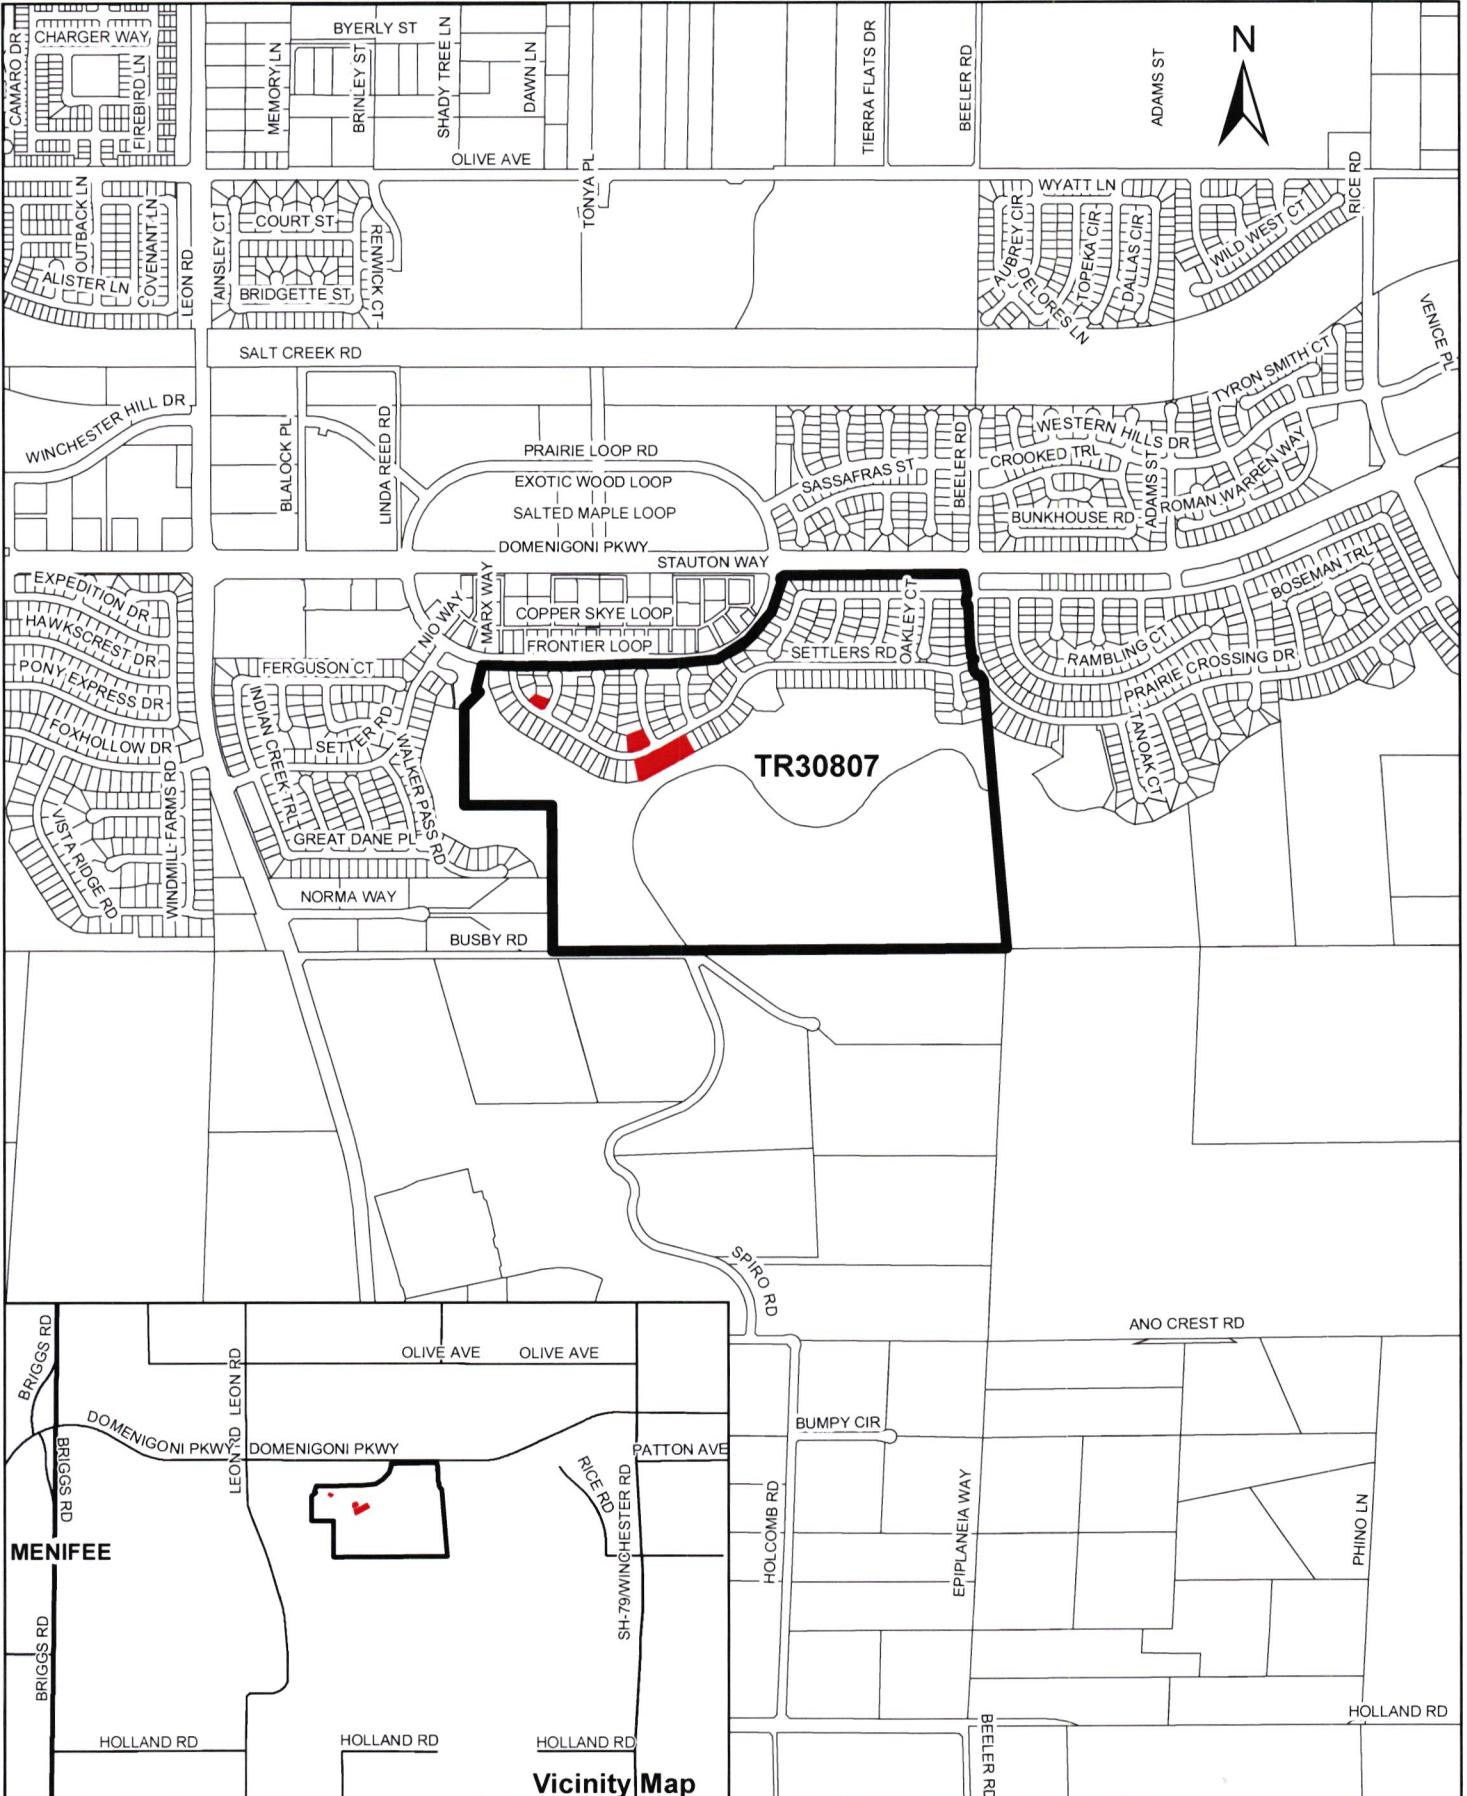 CAMARO DR
CHARGER WAY
FIREBIRD LN
MEMORY LN
BYERLY ST
BRINLEY ST
SHADY TREE LN
DAWN LN
TIERRA FLATS DR
BEELER RD
ADAMS ST
N
OLIVE AVE
TONYA PL
RICE RD
OUTBACK LN
COVENANT LN
ALISTER LN
LEON RD
AINSLEY CT
COURT ST
BRIDGETTE ST
RENWICK CT
WYATT LN
AUBREY CIR
DELORES LN
TOPEKA CIR
DALLAS CIR
WILD WEST CT
VENICE PL
SALT CREEK RD
TYRON SMITH CT
WINCHESTER HILL DR
BLALOCK PL
LINDA REED RD
PRAIRIE LOOP RD
EXOTIC WOOD LOOP
SALTED MAPLE LOOP
DOMENIGONI PKWY
STAUTON WAY
SASSAFRAS ST
BEELER RD
WESTERN HILLS DR
CROOKED TRL
BUNKHOUSE RD
ADAMS ST
ROMAN WARREN WAY
BOSEMAN TRL
EXPEDITION DR
HAWKSCREST DR
PONY EXPRESS DR
FOXHOLLOW DR
NIO WAY
MARX WAY
COPPER SKYE LOOP
FRONTIER LOOP
OAKLEY CT
SETTLERS RD
RAMBLING CT
PRAIRIE CROSSING DR
TANOAK CT
FERGUSON CT
INDIAN CREEK TRL
SETTER RD
WALKER PASS RD
GREAT DANE PL
VISTA RIDGE RD
WINDMILL FARMS RD
TR30807
NORMA WAY
BUSBY RD
SPIRO RD
ANO CREST RD
BUMPY CIR
HOLCOMB RD
EPIPLANEIA WAY
PHINO LN
HOLLAND RD
BEELER RD
BRIGGS RD
OLIVE AVE
OLIVE AVE
LEON RD
DOMENIGONI PKWY
LEON RD
DOMENIGONI PKWY
PATTON AVE
BRIGGS RD
RICE RD
SH-79/WINCHESTER RD
MENIFEE
BRIGGS RD
HOLLAND RD
HOLLAND RD
HOLLAND RD
Vicinity Map